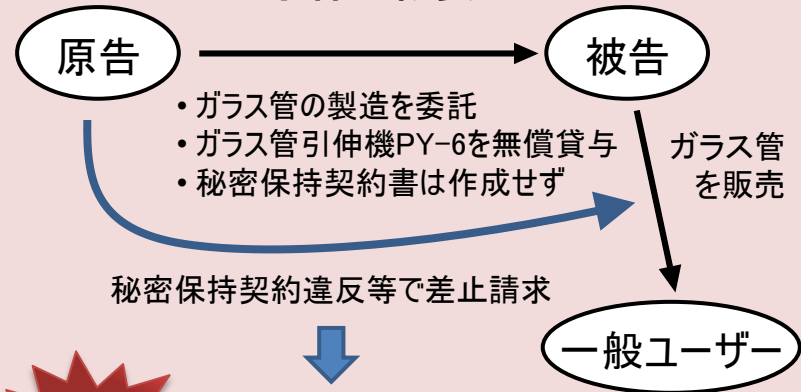 原告
被告
• ガラス管の製造を委託
• ガラス管引伸機PY-6を無償貸与
• 秘密保持契約書は作成せず
ガラス管
を販売
秘密保持契約違反等で差止請求
一般ユーザー